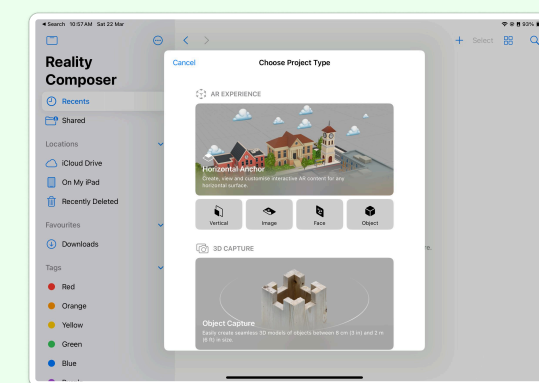 Search 10:57 AM Sat 22 Mar
93%
Select
Reality
Composer
Recents
Shared
Locations
iCloud Drive
On My iPad
Recently Deleted
Favourites
Downloads
Tags
Red
Orange
Yellow
Green
Blue
Cancel
Choose Project Type
AR EXPERIENCE
Horizontal Anchor
Create, view and customise interactive AR content for any
horizontal surface.
Vertical
Image
Face
Object
3D CAPTURE
re.
Object Capture
Easily create seamless 3D models of objects between 8 cm (3 in) and 2 m
(6 ft) in size.